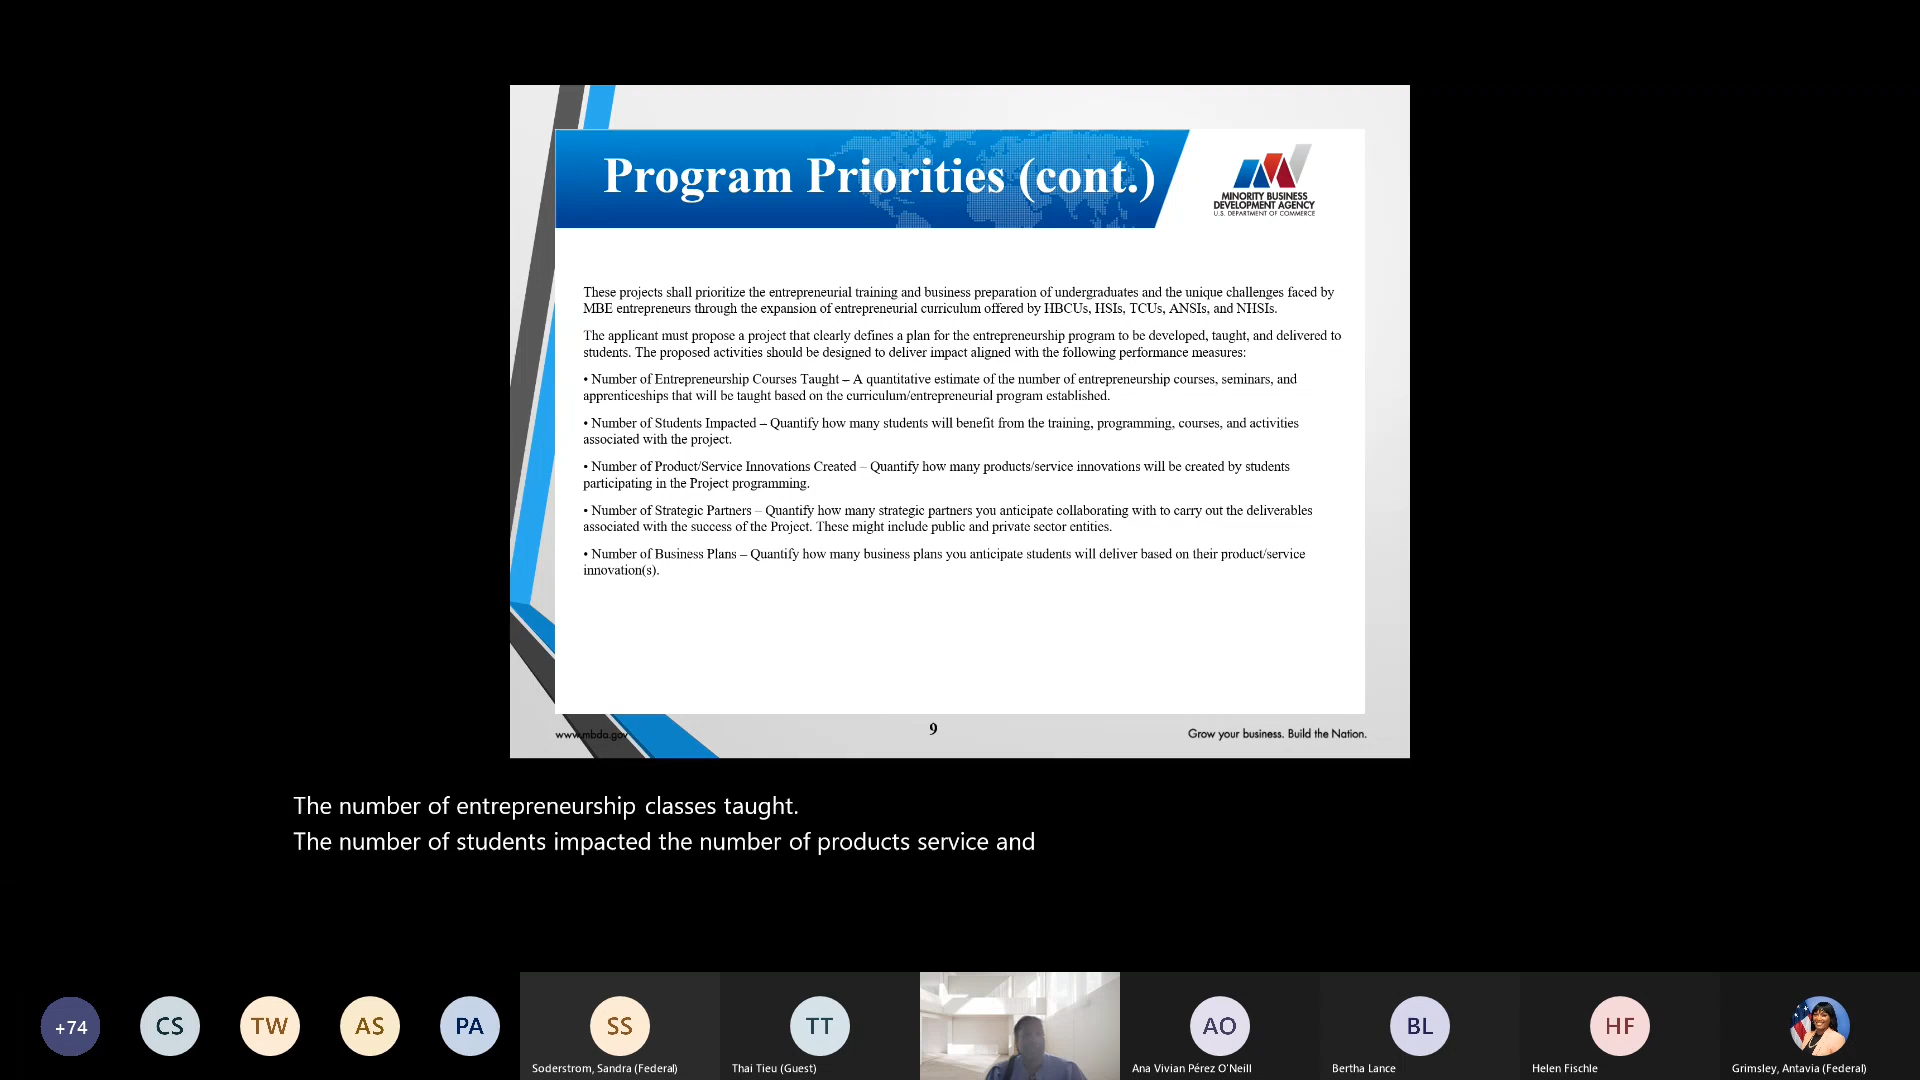 Program Priorities (cont.)
MINORITY BUSINESS
DEVELOPMENT AGENCY
U.S. DEPARTMENT OF COMMERCE
These projects shall prioritize the entrepreneurial training and business preparation of undergraduates and the unique challenges faced by
MBE entrepreneurs through the expansion of entrepreneurial curriculum offered by HBCUs, HSIs, TCUs, ANSIs, and NHSIs.
The applicant must propose a project that clearly defines a plan for the entrepreneurship program to be developed, taught, and delivered to
students. The proposed activities should be designed to deliver impact aligned with the following performance measures:
• Number of Entrepreneurship Courses Taught – A quantitative estimate of the number of entrepreneurship courses, seminars, and
apprenticeships that will be taught based on the curriculum/entrepreneurial program established.
• Number of Students Impacted – Quantify how many students will benefit from the training, programming, courses, and activities
associated with the project.
• Number of Product/Service Innovations Created – Quantify how many products/service innovations will be created by students
participating in the Project programming.
• Number of Strategic Partners – Quantify how many strategic partners you anticipate collaborating with to carry out the deliverables
associated with the success of the Project. These might include public and private sector entities.
• Number of Business Plans – Quantify how many business plans you anticipate students will deliver based on their product/service
innovation(s).
www.mbda.gov
9
Grow your business. Build the Nation.
The number of entrepreneurship classes taught.
The number of students impacted the number of products service and
+74
CS
TW
AS
PA
SS
TT
AO
BL
HF
Soderstrom, Sandra (Federal)
Thai Tieu (Guest)
Ana Vivian Pérez O'Neill
Bertha Lance
Helen Fischle
Grimsley, Antavia (Federal)